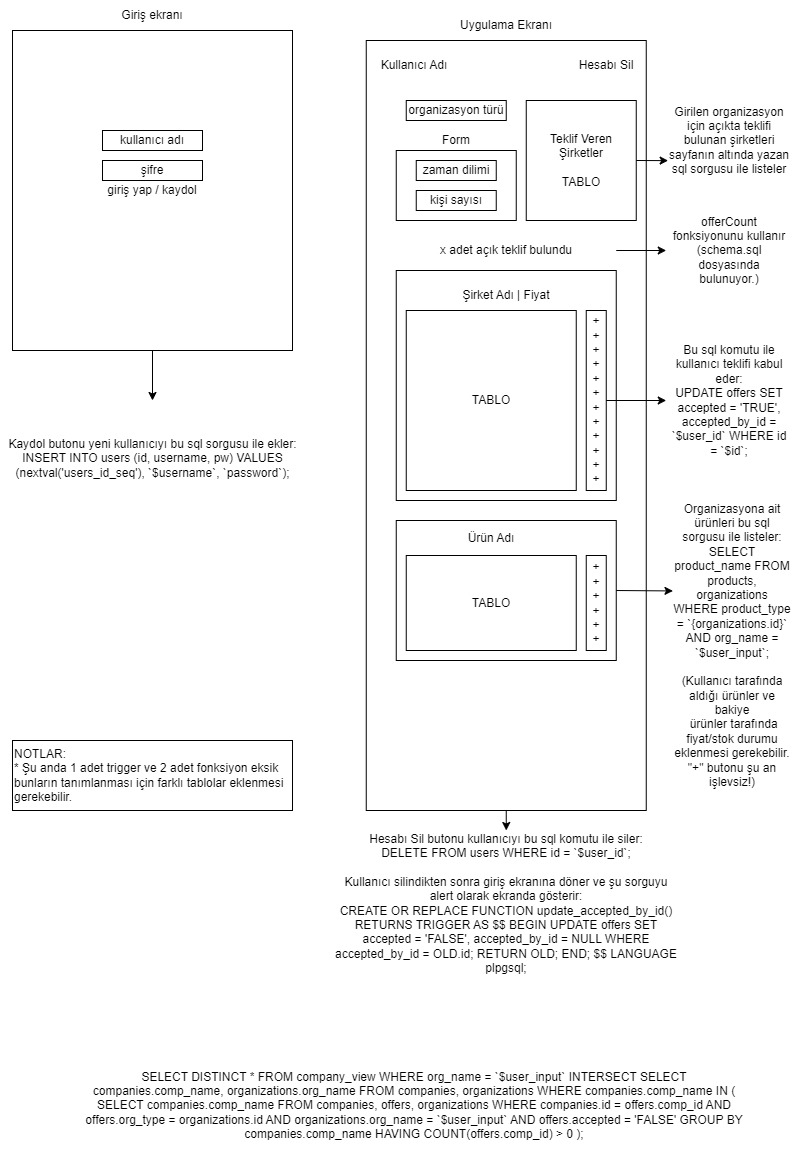 Giriş ekranı
kullanıcı adı
şifre
giriş yap / kaydol
Kaydol butonu yeni kullanıcıyı bu sql sorgusu ile ekler:
INSERT INTO users (id, username, pw) VALUES
(nextval('users_id_seq'), `$username`, `password`);
NOTLAR:
* Şu anda 1 adet trigger ve 2 adet fonksiyon eksik
bunların tanımlanması için farklı tablolar eklenmesi
gerekebilir.
Uygulama Ekranı
Kullanıcı Adı
Hesabı Sil
organizasyon türü
Form
zaman dilimi
kişi sayısı
Teklif Veren
Şirketler
TABLO
Girilen organizasyon
için açıkta teklifi
bulunan şirketleri
sayfanın altında yazan
sql sorgusu ile listeler
x adet açık teklif bulundu
offerCount
fonksiyonunu kullanır
(schema.sql
dosyasında
bulunuyor.)
Şirket Adı | Fiyat
TABLO
+
+
+
+
+
+
+
+
+
+
+
+
Bu sql komutu ile
kullanıcı teklifi kabul
eder:
UPDATE offers SET
accepted = 'TRUE',
accepted_by_id =
`$user_id` WHERE id
= `$id`;
Ürün Adı
TABLO
+
+
+
+
+
+
Organizasyona ait
ürünleri bu sql
sorgusu ile listeler:
SELECT
product_name FROM
products,
organizations
WHERE product_type
= `{organizations.id}`
AND org_name =
`$user_input`;
(Kullanıcı tarafında
aldığı ürünler ve
bakiye
ürünler tarafında
fiyat/stok durumu
eklenmesi gerekebilir.
"+" butonu şu an
işlevsiz!)
Hesabı Sil butonu kullanıcıyı bu sql komutu ile siler:
DELETE FROM users WHERE id = `$user_id`;
Kullanıcı silindikten sonra giriş ekranına döner ve şu sorguyu
alert olarak ekranda gösterir:
CREATE OR REPLACE FUNCTION update_accepted_by_id()
RETURNS TRIGGER AS $$ BEGIN UPDATE offers SET
accepted = 'FALSE', accepted_by_id = NULL WHERE
accepted_by_id = OLD.id; RETURN OLD; END; $$ LANGUAGE
plpgsql;
SELECT DISTINCT * FROM company_view WHERE org_name = `$user_input` INTERSECT SELECT
companies.comp_name, organizations.org_name FROM companies, organizations WHERE companies.comp_name IN (
SELECT companies.comp_name FROM companies, offers, organizations WHERE companies.id = offers.comp_id AND
offers.org_type = organizations.id AND organizations.org_name = `$user_input` AND offers.accepted = 'FALSE' GROUP BY
companies.comp_name HAVING COUNT(offers.comp_id) > 0 );